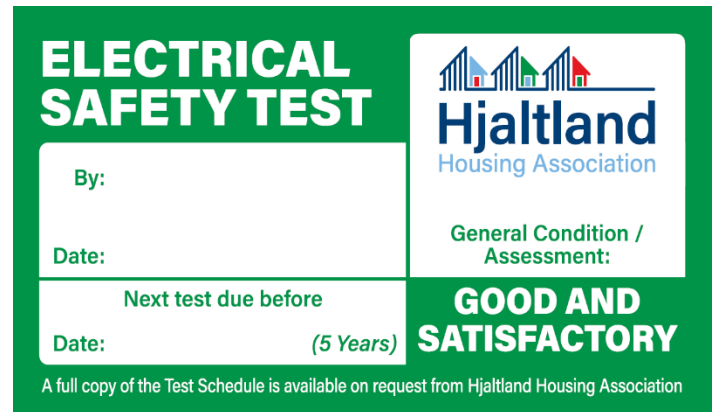 ELECTRICAL
SAFETY TEST
By:
Date:
Next test due before
Date: (5 Years)
Hjaltland
Housing Association
General Condition /
Assessment:
GOOD AND
SATISFACTORY
A full copy of the Test Schedule is available on request from Hjaltland Housing Association